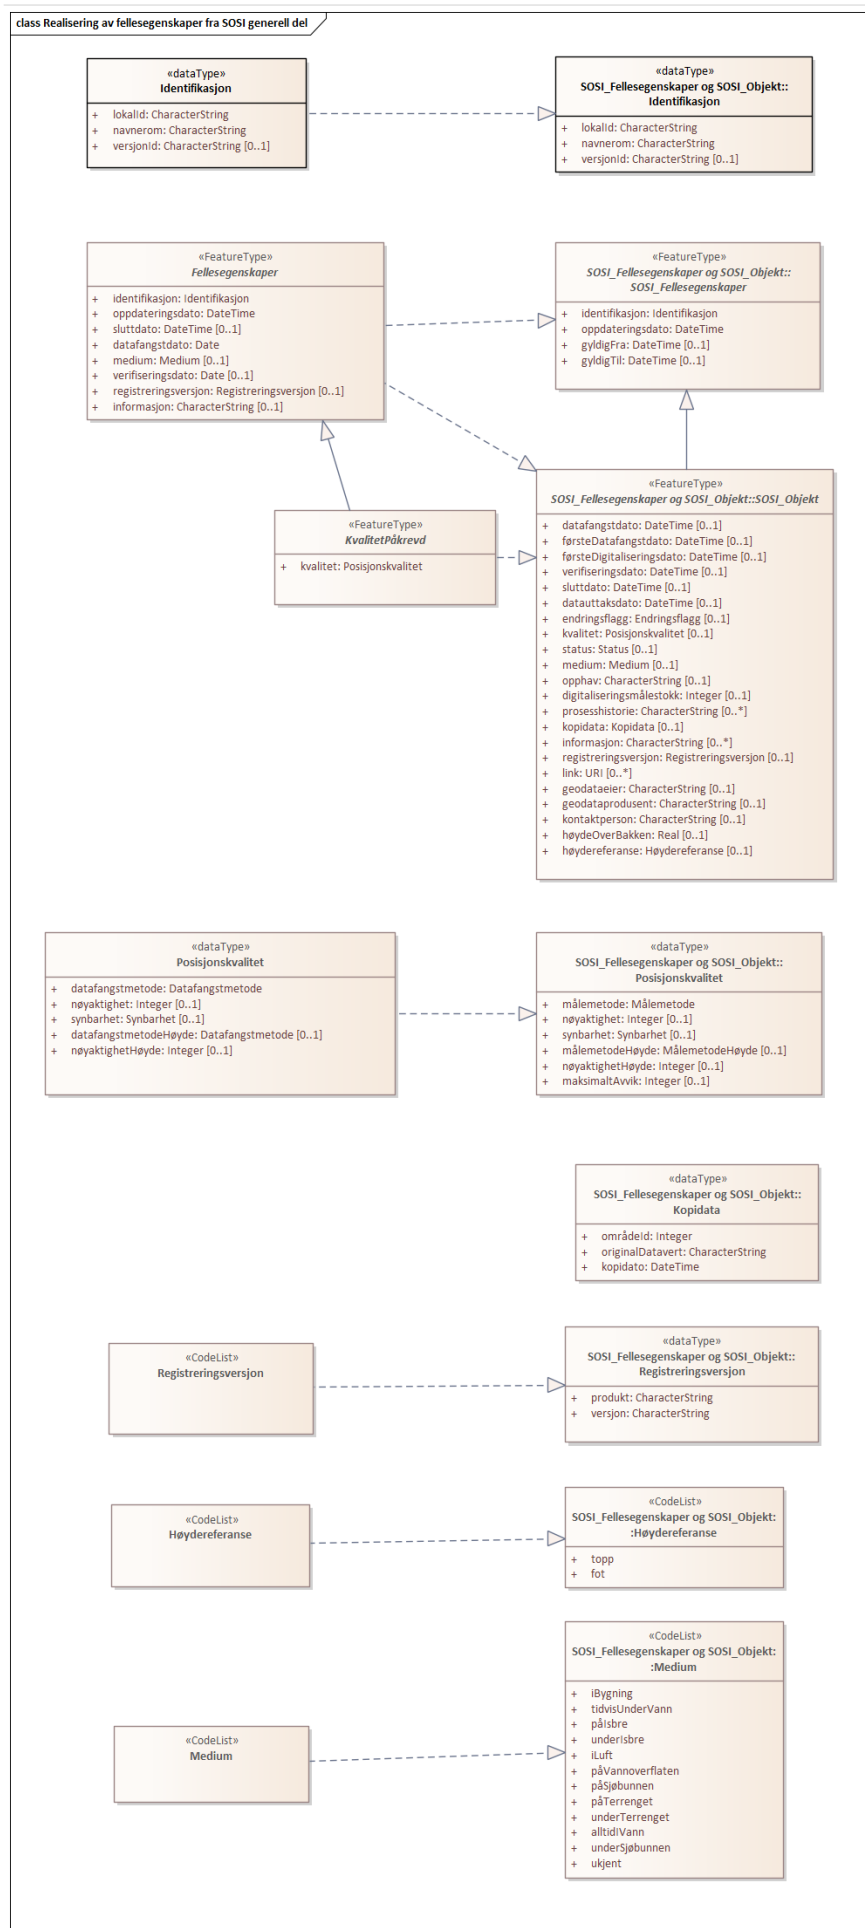 class Realisering av fellesegenskaper fra SOSI generell del
«dataType»
Identifikasjon
+ lokalId: CharacterString
+ navnerom: CharacterString
+ versjonId: CharacterString [0..1]
«dataType»
SOSI_Fellesegenskaper og SOSI_Objekt::
Identifikasjon
+ lokalId: CharacterString
+ navnerom: CharacterString
+ versjonId: CharacterString [0..1]
«FeatureType»
Fellesegenskaper
+ identifikasjon: Identifikasjon
+ oppdateringsdato: DateTime
+ sluttdato: DateTime [0..1]
+ datafangstdato: Date
+ medium: Medium [0..1]
+ verifiseringsdato: Date [0..1]
+ registreringsversjon: Registreringsversjon [0..1]
+ informasjon: CharacterString [0..1]
«FeatureType»
SOSI_Fellesegenskaper og SOSI_Objekt::
SOSI_Fellesegenskaper
+ identifikasjon: Identifikasjon
+ oppdateringsdato: DateTime
+ gyldigFra: DateTime [0..1]
+ gyldigTil: DateTime [0..1]
«FeatureType»
KvalitetPåkrevd
+ kvalitet: Posisjonskvalitet
«FeatureType»
SOSI_Fellesegenskaper og SOSI_Objekt::SOSI_Objekt
+ datafangstdato: DateTime [0..1]
+ førsteDatafangstdato: DateTime [0..1]
+ førsteDigitaliseringsdato: DateTime [0..1]
+ verifiseringsdato: DateTime [0..1]
+ sluttdato: DateTime [0..1]
+ datauttaksdato: DateTime [0..1]
+ endringsflagg: Endringsflagg [0..1]
+ kvalitet: Posisjonskvalitet [0..1]
+ status: Status [0..1]
+ medium: Medium [0..1]
+ opphav: CharacterString [0..1]
+ digitaliseringsmålestokk: Integer [0..1]
+ prosesshistorie: CharacterString [0..*]
+ kopidata: Kopidata [0..1]
+ informasjon: CharacterString [0..*]
+ registreringsversjon: Registreringsversjon [0..1]
+ link: URI [0..*]
+ geodataeier: CharacterString [0..1]
+ geodataprodusent: CharacterString [0..1]
+ kontaktperson: CharacterString [0..1]
+ høydeOverBakken: Real [0..1]
+ høydereferanse: Høydereferanse [0..1]
«dataType»
Posisjonskvalitet
+ datafangstmetode: Datafangstmetode
+ nøyaktighet: Integer [0..1]
+ synbarhet: Synbarhet [0..1]
+ datafangstmetodeHøyde: Datafangstmetode [0..1]
+ nøyaktighetHøyde: Integer [0..1]
«dataType»
SOSI_Fellesegenskaper og SOSI_Objekt::
Posisjonskvalitet
+ målemetode: Målemetode
+ nøyaktighet: Integer [0..1]
+ synbarhet: Synbarhet [0..1]
+ målemetodeHøyde: MålemetodeHøyde [0..1]
+ nøyaktighetHøyde: Integer [0..1]
+ maksimaltAvvik: Integer [0..1]
«dataType»
SOSI_Fellesegenskaper og SOSI_Objekt::
Kopidata
+ områdeId: Integer
+ originalDatavert: CharacterString
+ kopidato: DateTime
«CodeList»
Registreringsversjon
«dataType»
SOSI_Fellesegenskaper og SOSI_Objekt::
Registreringsversjon
+ produkt: CharacterString
+ versjon: CharacterString
«CodeList»
Høydereferanse
«CodeList»
SOSI_Fellesegenskaper og SOSI_Objekt:
:Høydereferanse
+ topp
+ fot
«CodeList»
Medium
«CodeList»
SOSI_Fellesegenskaper og SOSI_Objekt:
:Medium
+ iBygning
+ tidvisUnderVann
+ påIsbre
+ underIsbre
+ iLuft
+ påVannoverflaten
+ påSjøbunnen
+ påTerrenget
+ underTerrenget
+ alltidIVann
+ underSjøbunnen
+ ukjent